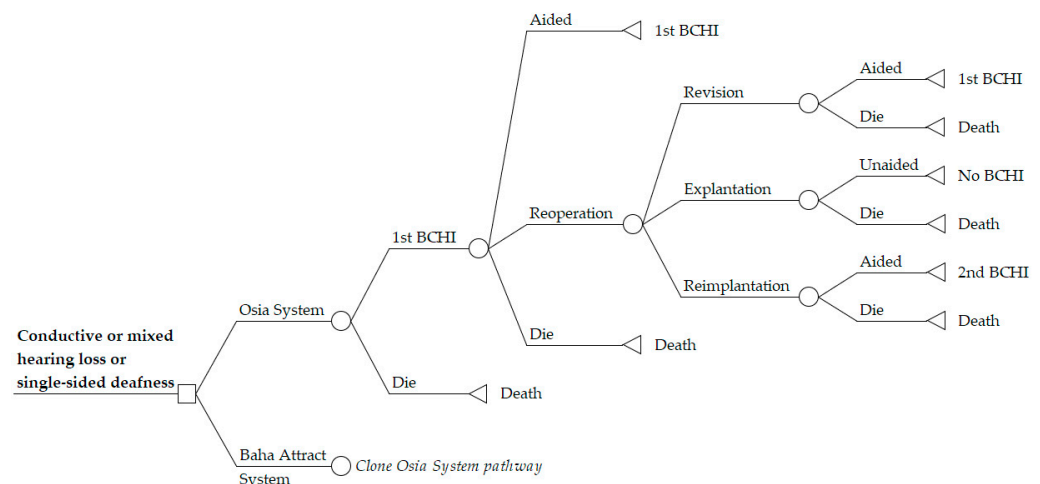 Aided
1st BCHI
Aided
1st BCHI
Revision
Die
Death
Unaided
No BCHI
Explantation
Reoperation
Die
Death
1st BCHI
Aided
2nd BCHI
Reimplantation
Osia System
Die
Death
Conductive or mixed
hearing loss or
single-sided deafness
Die
Death
Die
Death
Baha Attract
System
Clone Osia System pathway